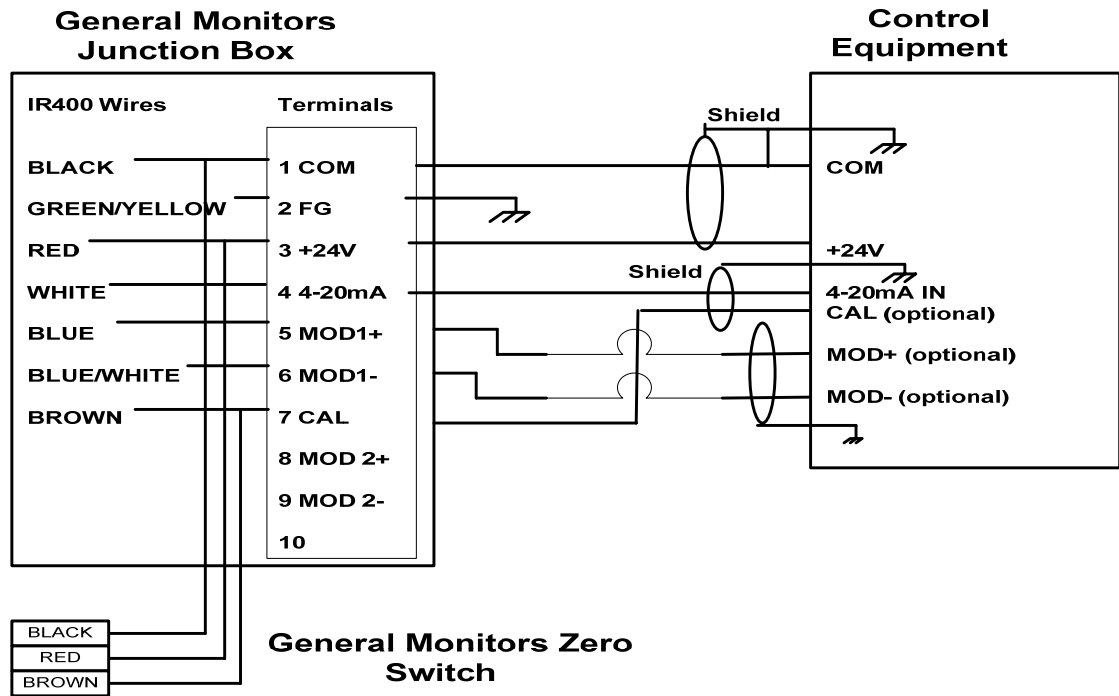 General Monitors
Junction Box
Control
Equipment
IR400 Wires
Terminals
BLACK
GREEN/YELLOW
RED
WHITE
BLUE
BLUE/WHITE
BROWN
1 COM
2 FG
3 +24V
4 4-20mA
5 MOD1+
6 MOD1-
7 CAL
8 MOD 2+
9 MOD 2-
10
Shield
Shield
COM
+24V
4-20mA IN
CAL (optional)
MOD+ (optional)
MOD- (optional)
BLACK
RED
BROWN
General Monitors Zero
Switch